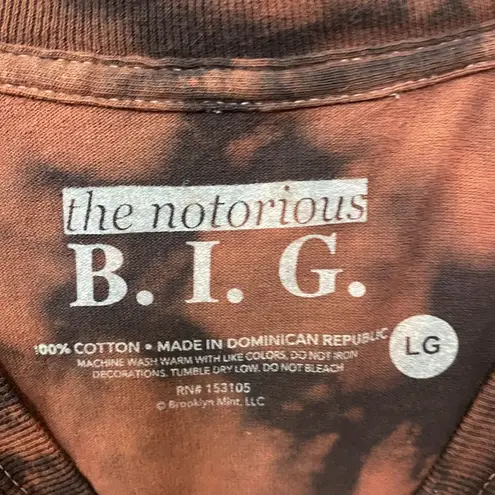 the notorious
B. I. G.
100% COTTON • MADE IN DOMINICAN REPUBLIC
MACHINE WASH WARM WITH LIKE COLORS, DO NOT IRON
DECORATIONS. TUMBLE DRY LOW. DO NOT BLEACH
RN# 153105
© Brooklyn Mint, LLC
LG